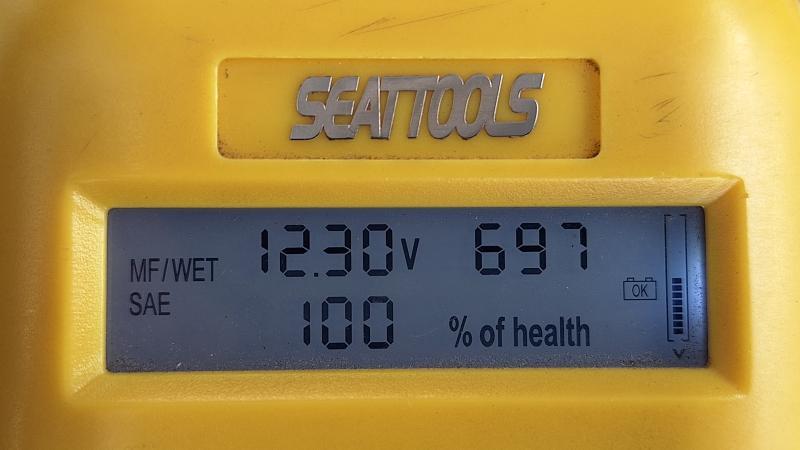 SEATTOOLS
MF/WET 12.30V 697
SAE 100 % of health
OK
V